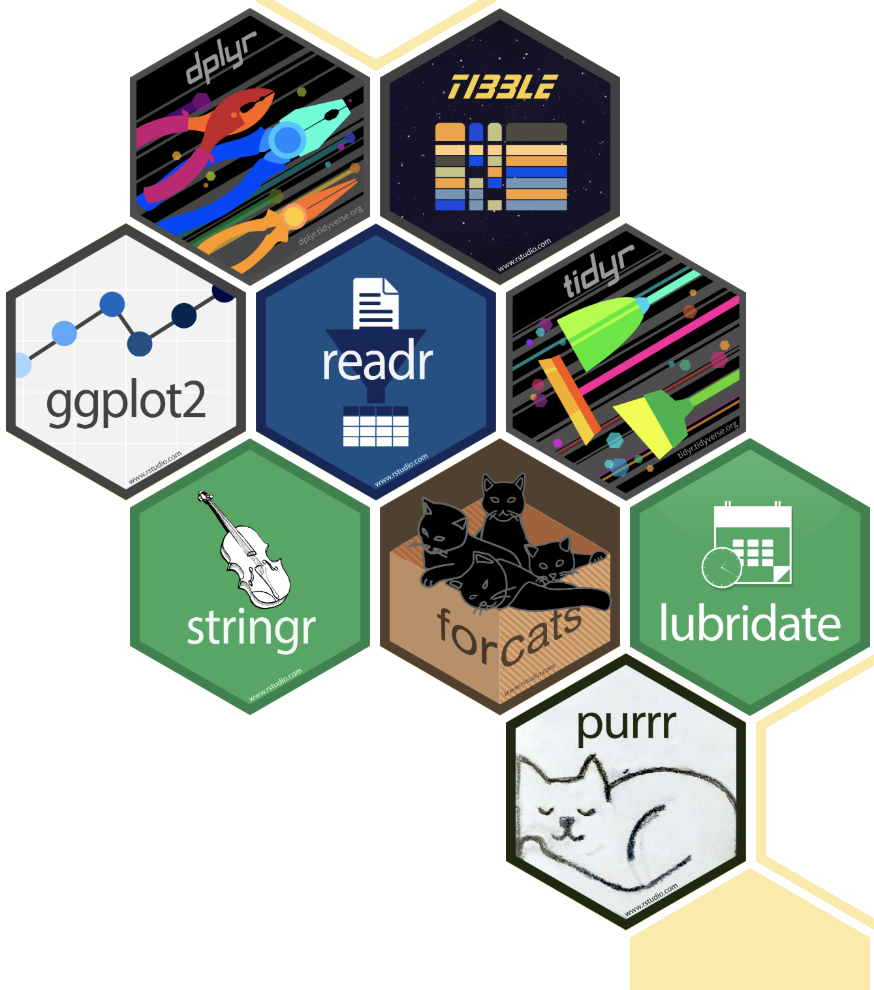 dplyr
dplyr.tidyverse.org
TIBBLE
www.rstudio.com
ggplot2
www.rstudio.com
readr
www.rstudio.com
tidyr
tidyr.tidyverse.org
stringr
www.rstudio.com
forcats
www.rstudio.com
lubridate
purrr
www.rstudio.com